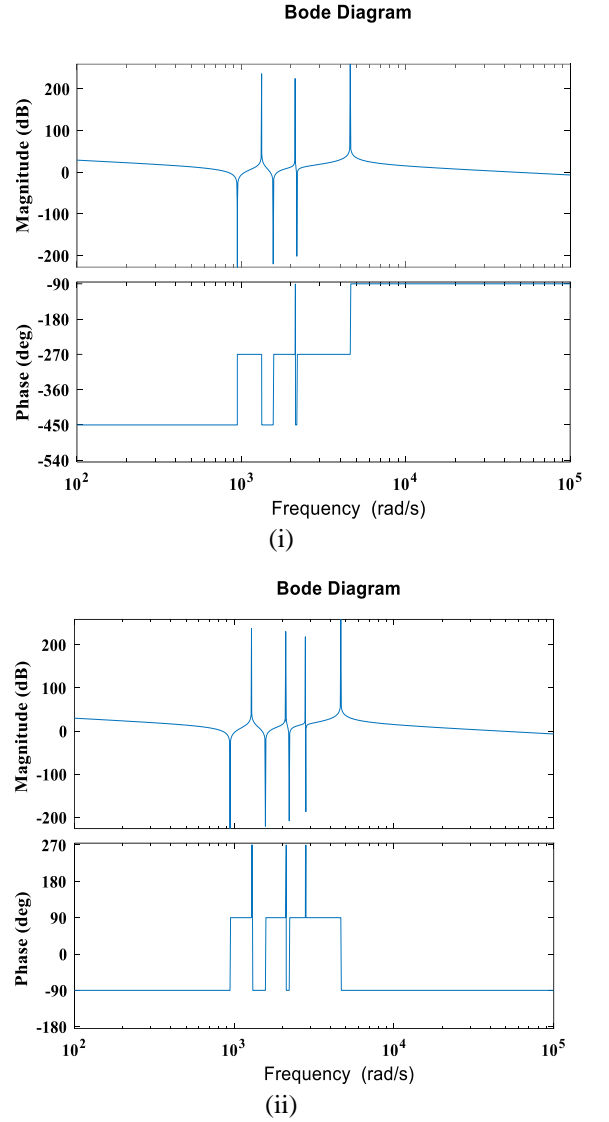 Bode Diagram
Magnitude (dB)
200
100
0
-100
-200
Phase (deg)
-90
-180
-270
-360
-450
-540
10^2 10^3 10^4 10^5
Frequency (rad/s)
(i)
Bode Diagram
Magnitude (dB)
200
100
0
-100
-200
Phase (deg)
270
180
90
0
-90
-180
10^2 10^3 10^4 10^5
Frequency (rad/s)
(ii)